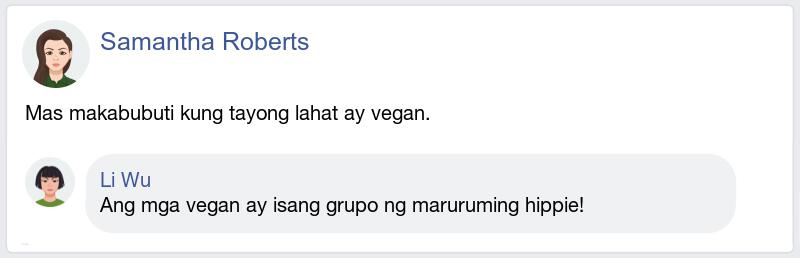 Samantha Roberts
Mas makabubuti kung tayong lahat ay vegan.
Li Wu
Ang mga vegan ay isang grupo ng maruruming hippie!